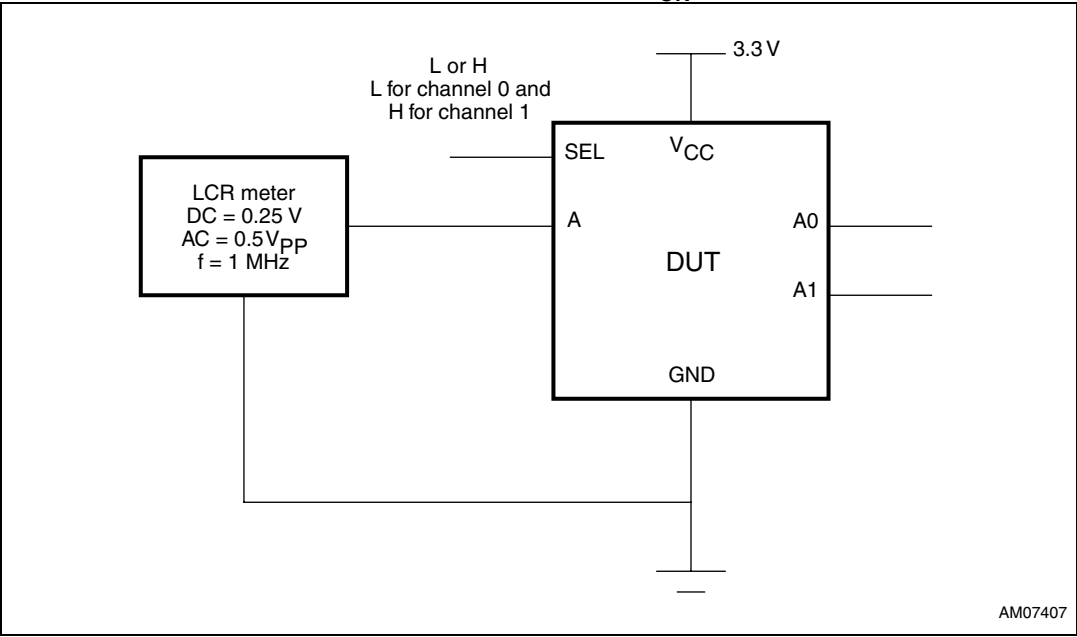 3.3 V
L or H
L for channel 0 and
H for channel 1
SEL
VCC
LCR meter
DC = 0.25 V
AC = 0.5VPP
f = 1 MHz
A
A0
DUT
A1
GND
AM07407